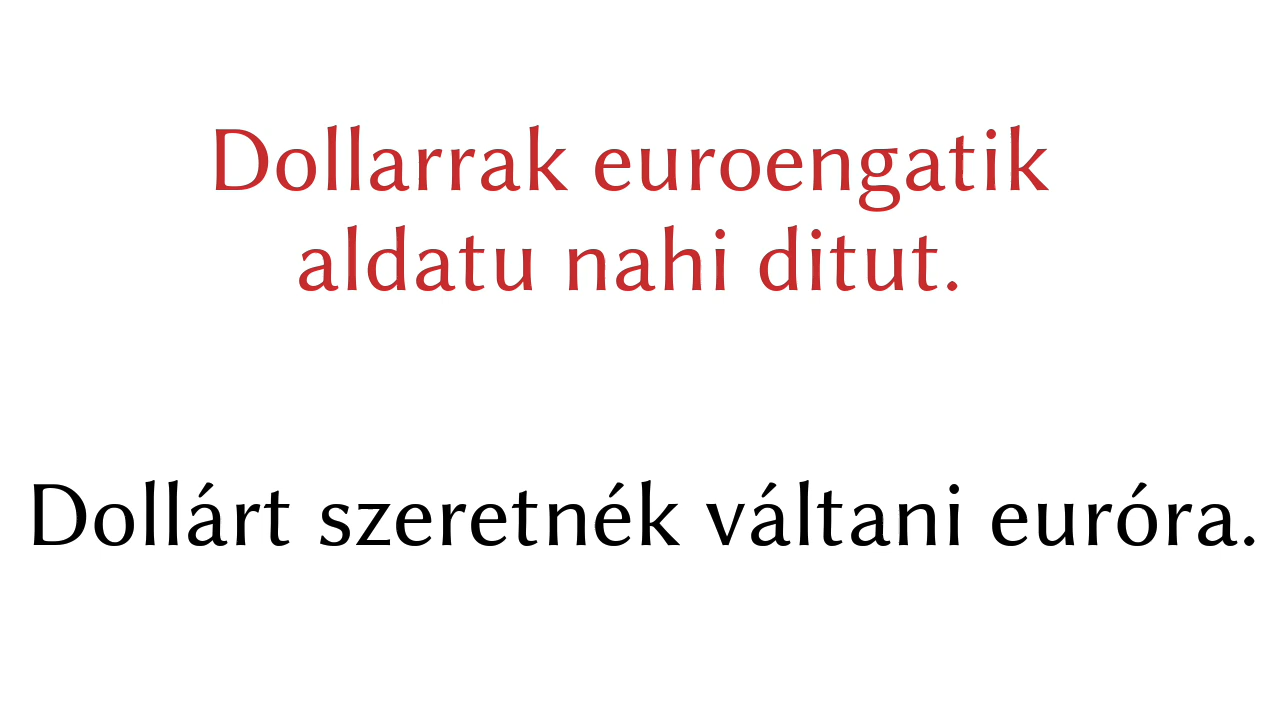 Dollarrak euroengatik
aldatu nahi ditut.
Dollárt szeretnék váltani euróra.